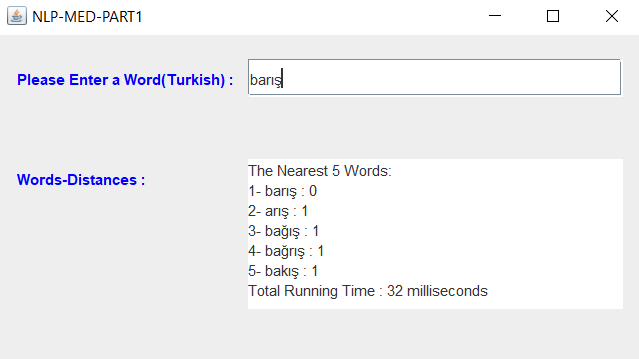 NLP-MED-PART1
Please Enter a Word(Turkish) : barış
Words-Distances :
The Nearest 5 Words:
1- barış : 0
2- arış : 1
3- bağış : 1
4- bağrış : 1
5- bakış : 1
Total Running Time : 32 milliseconds